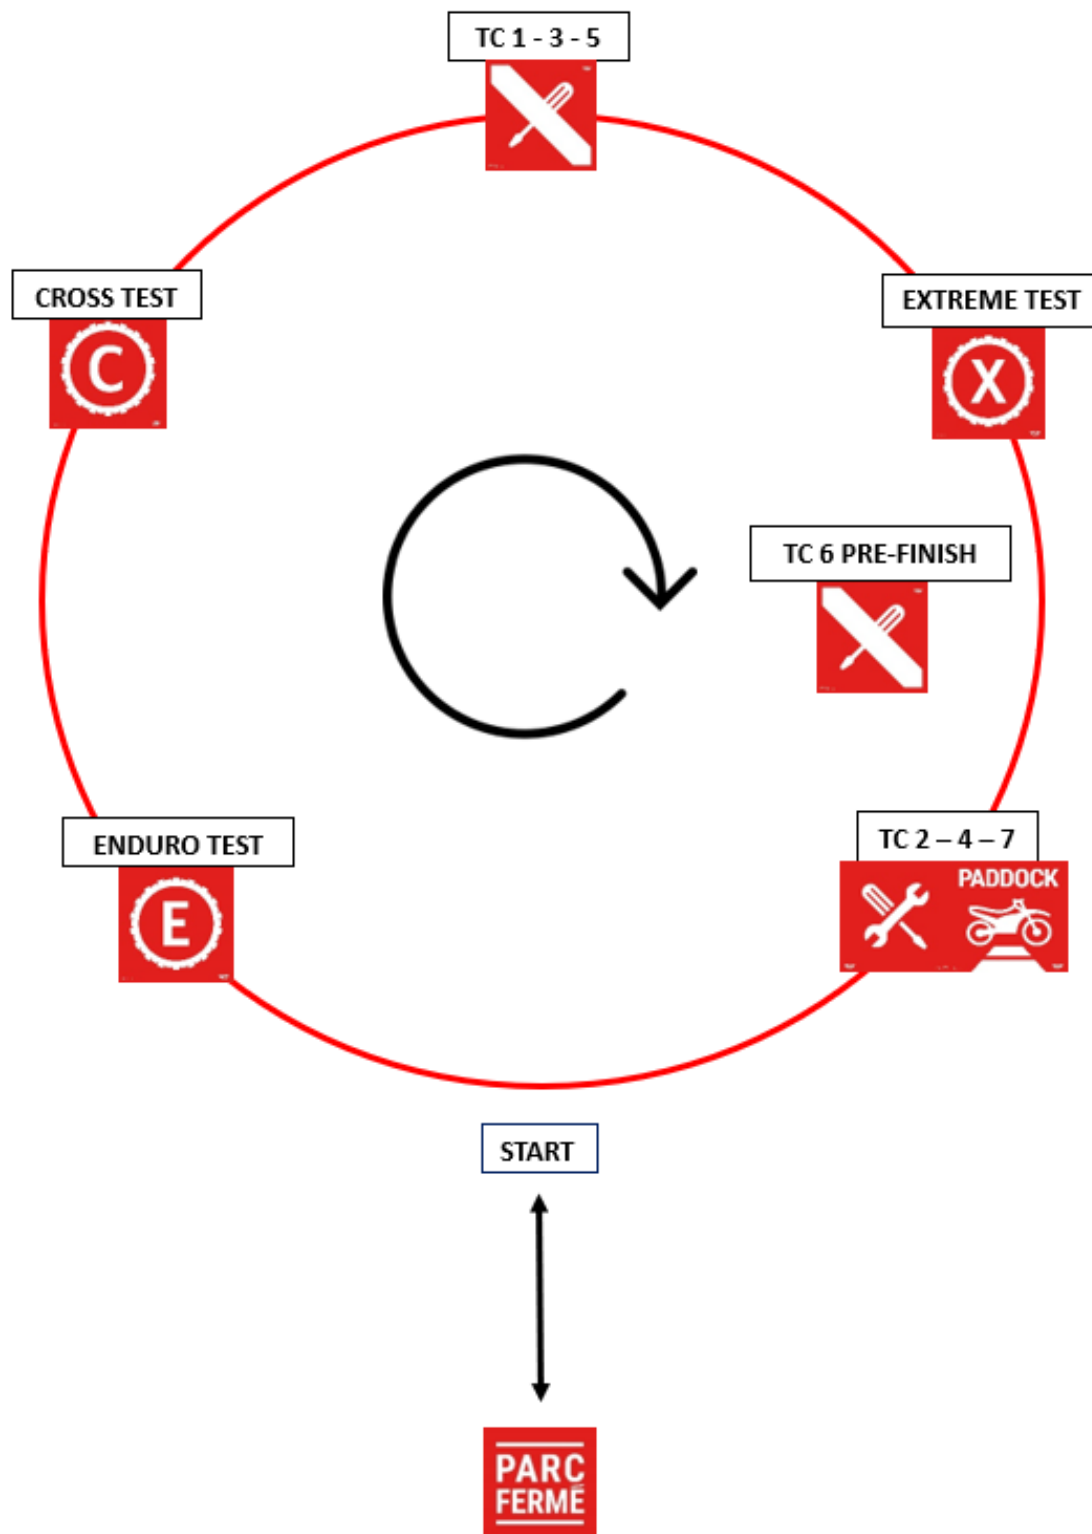 TC 1 - 3 - 5
CROSS TEST
C
EXTREME TEST
X
TC 6 PRE-FINISH
ENDURO TEST
E
TC 2 – 4 – 7
PADDOCK
START
PARC
FERMÉ